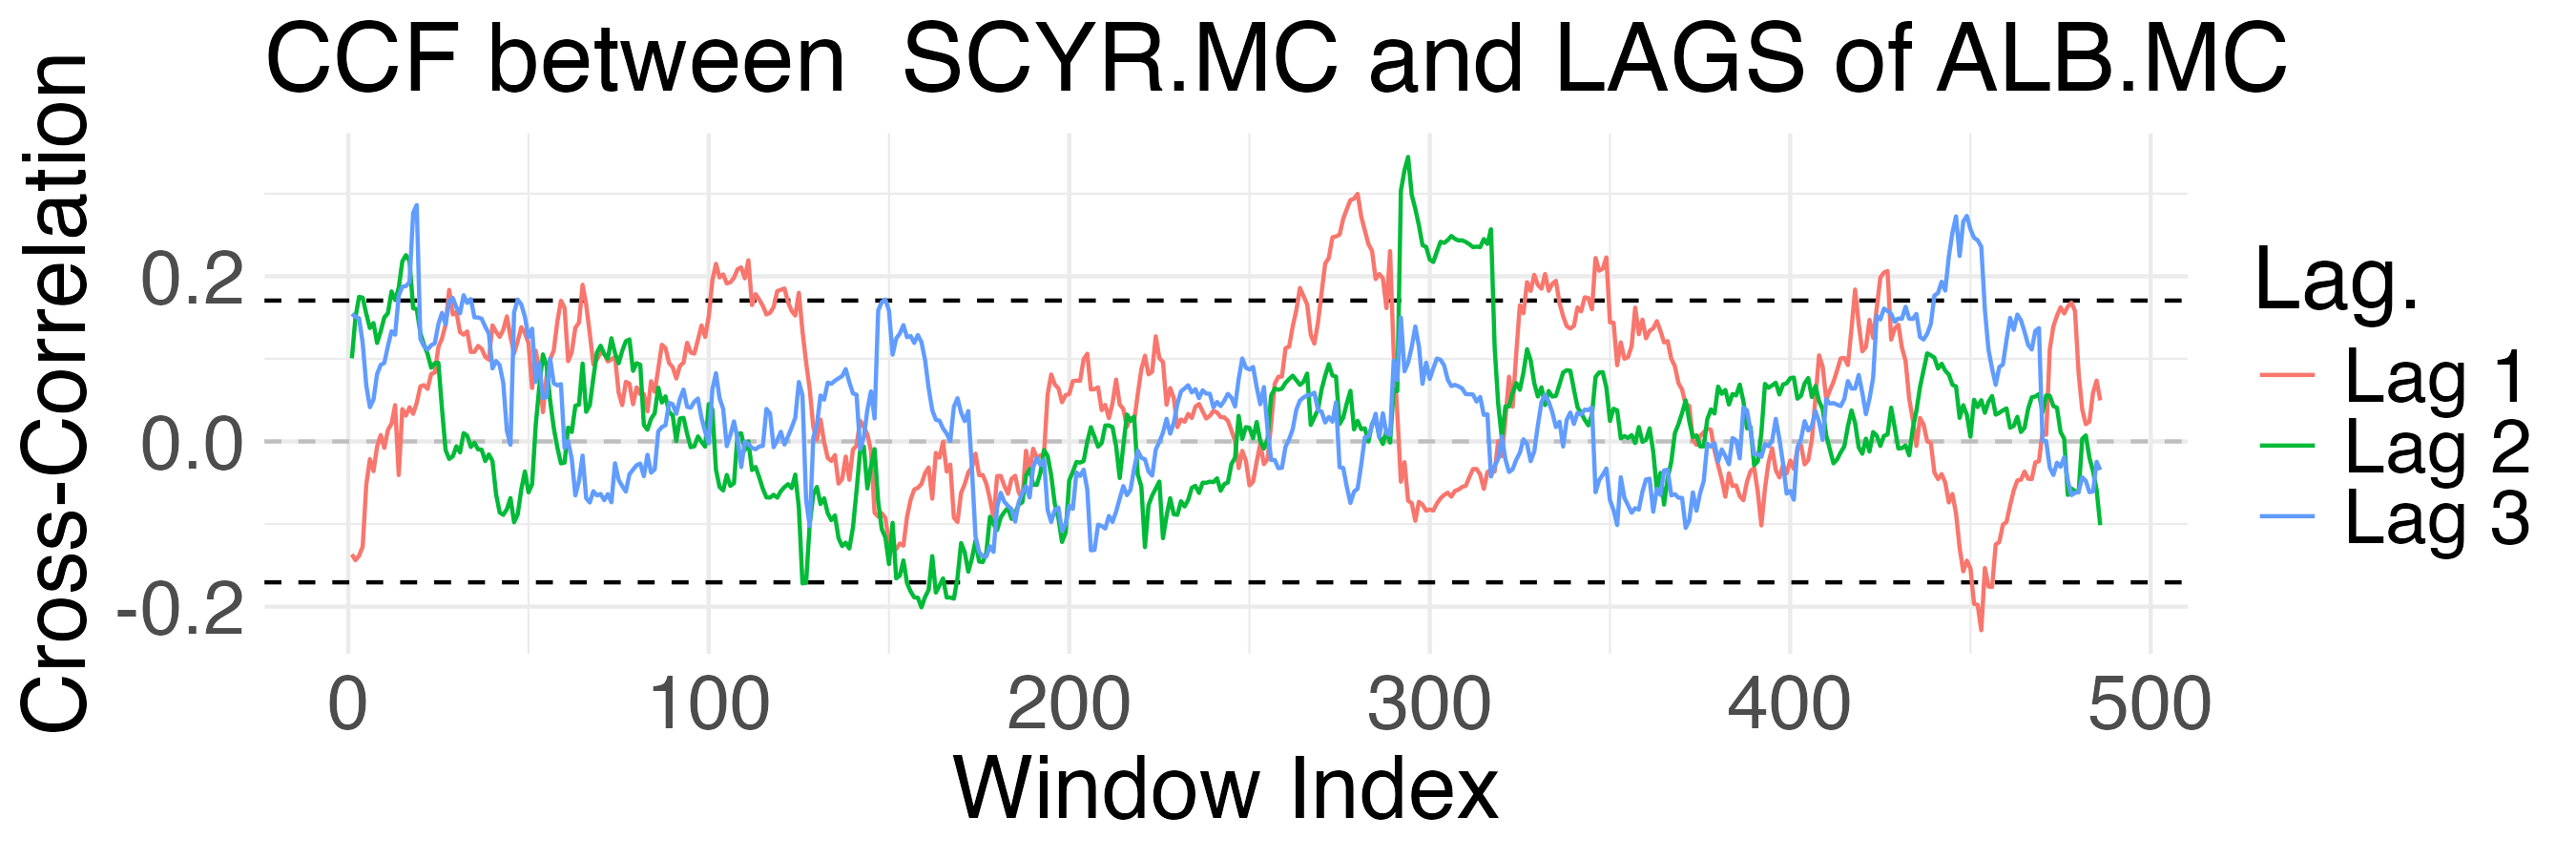 CCF between  SCYR.MC and LAGS of ALB.MC
Cross-Correlation
0.2
0.0
-0.2
0 100 200 300 400 500
Window Index
Lag.
Lag 1
Lag 2
Lag 3